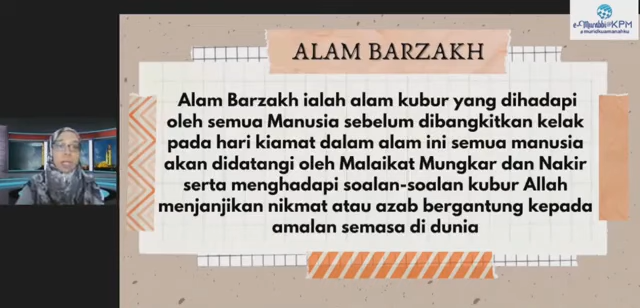 e-Murabbi@KPM
#muridkuamanahku
ALAM BARZAKH
Alam Barzakh ialah alam kubur yang dihadapi
oleh semua Manusia sebelum dibangkitkan kelak
pada hari kiamat dalam alam ini semua manusia
akan didatangi oleh Malaikat Mungkar dan Nakir
serta menghadapi soalan-soalan kubur Allah
menjanjikan nikmat atau azab bergantung kepada
amalan semasa di dunia